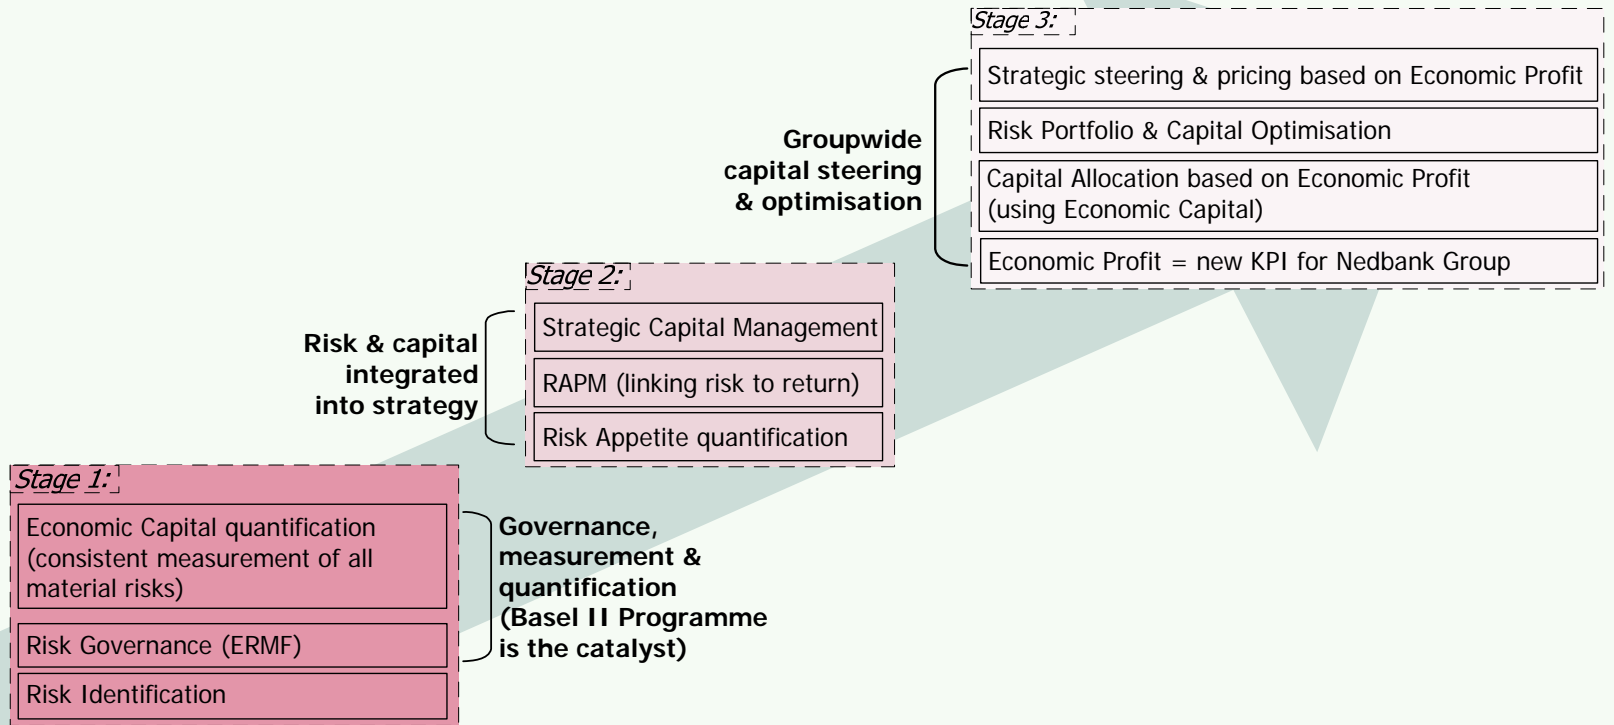 Stage 3:
Strategic steering & pricing based on Economic Profit
Risk Portfolio & Capital Optimisation
Capital Allocation based on Economic Profit
(using Economic Capital)
Economic Profit = new KPI for Nedbank Group
Groupwide
capital steering
& optimisation
Stage 2:
Strategic Capital Management
RAPM (linking risk to return)
Risk Appetite quantification
Risk & capital
integrated
into strategy
Stage 1:
Economic Capital quantification
(consistent measurement of all
material risks)
Risk Governance (ERMF)
Risk Identification
Governance,
measurement &
quantification
(Basel II Programme
is the catalyst)